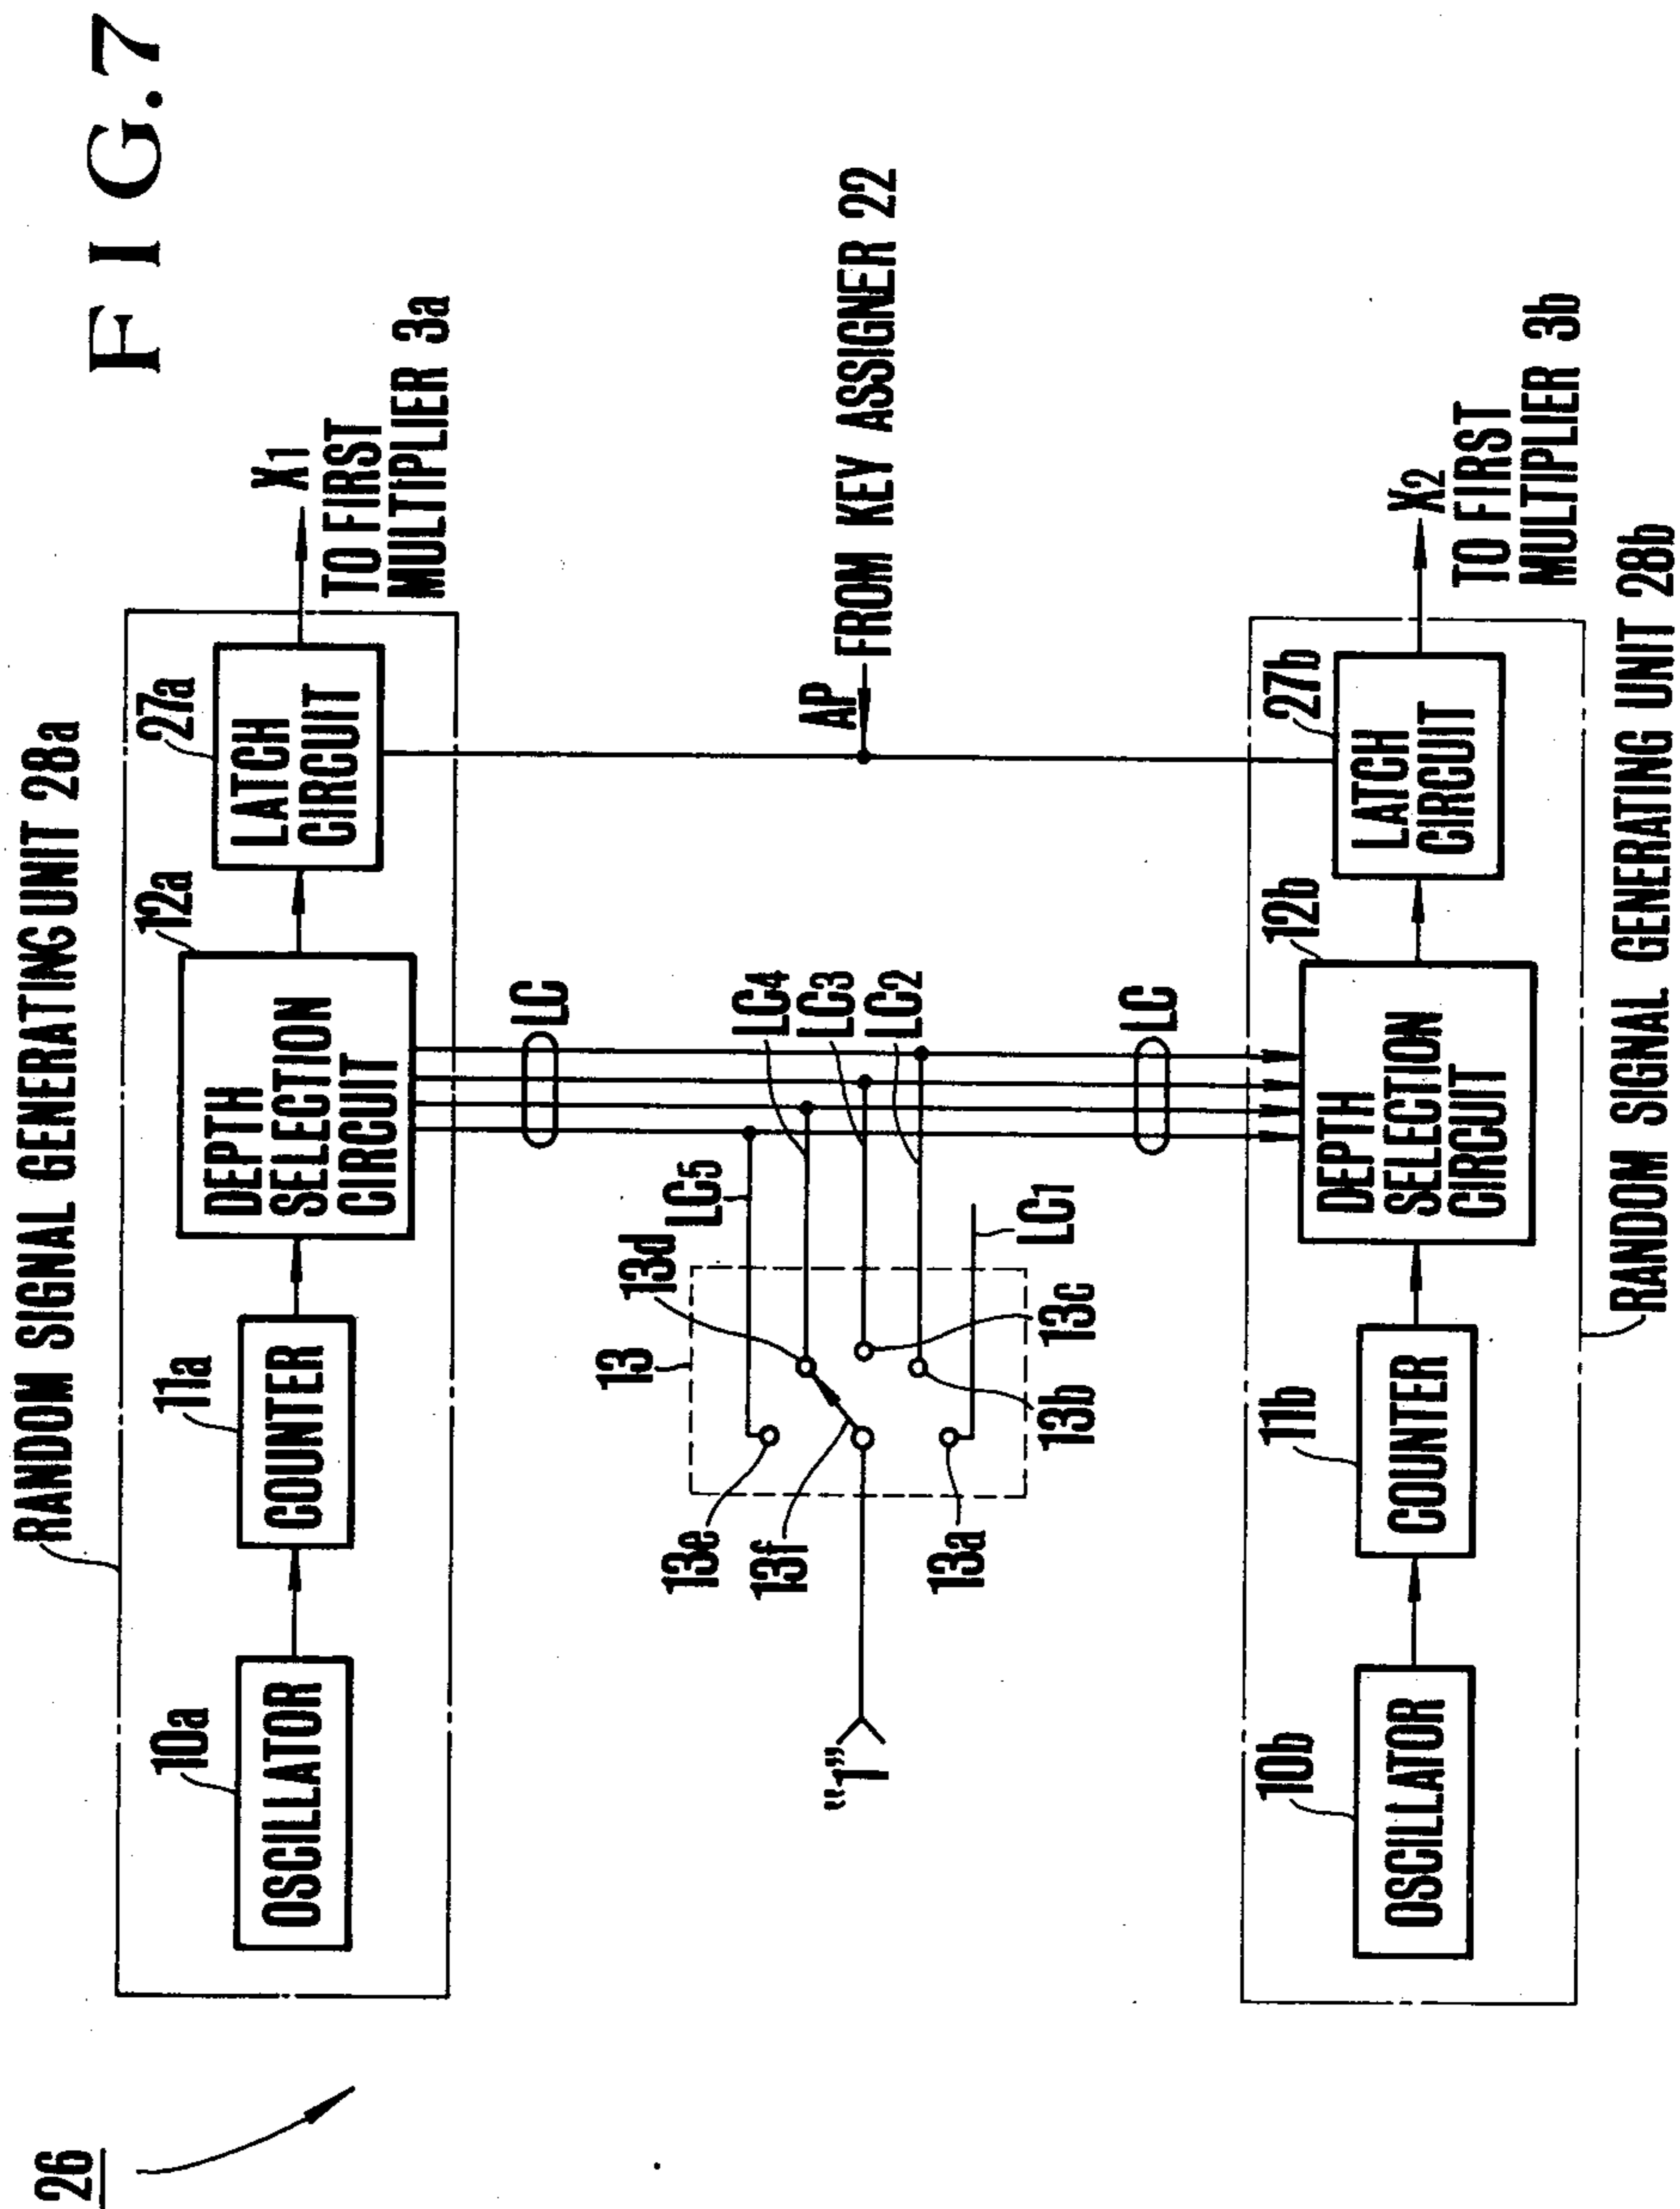 FIG.7
26
RANDOM SIGNAL GENERATING UNIT 28a
10a
OSCILLATOR
11a
COUNTER
12a
DEPTH
SELECTION
CIRCUIT
27a
LATCH
CIRCUIT
X1
TO FIRST
MULTIPLIER 3a
LC
13
13d
LC5
LC4
LC3
LC2
13e
13f
"1"
13a
13b
13c
LC1
AP
FROM KEY ASSIGNER 22
LC
10b
OSCILLATOR
11b
COUNTER
12b
DEPTH
SELECTION
CIRCUIT
27b
LATCH
CIRCUIT
X2
TO FIRST
MULTIPLIER 3b
RANDOM SIGNAL GENERATING UNIT 28b